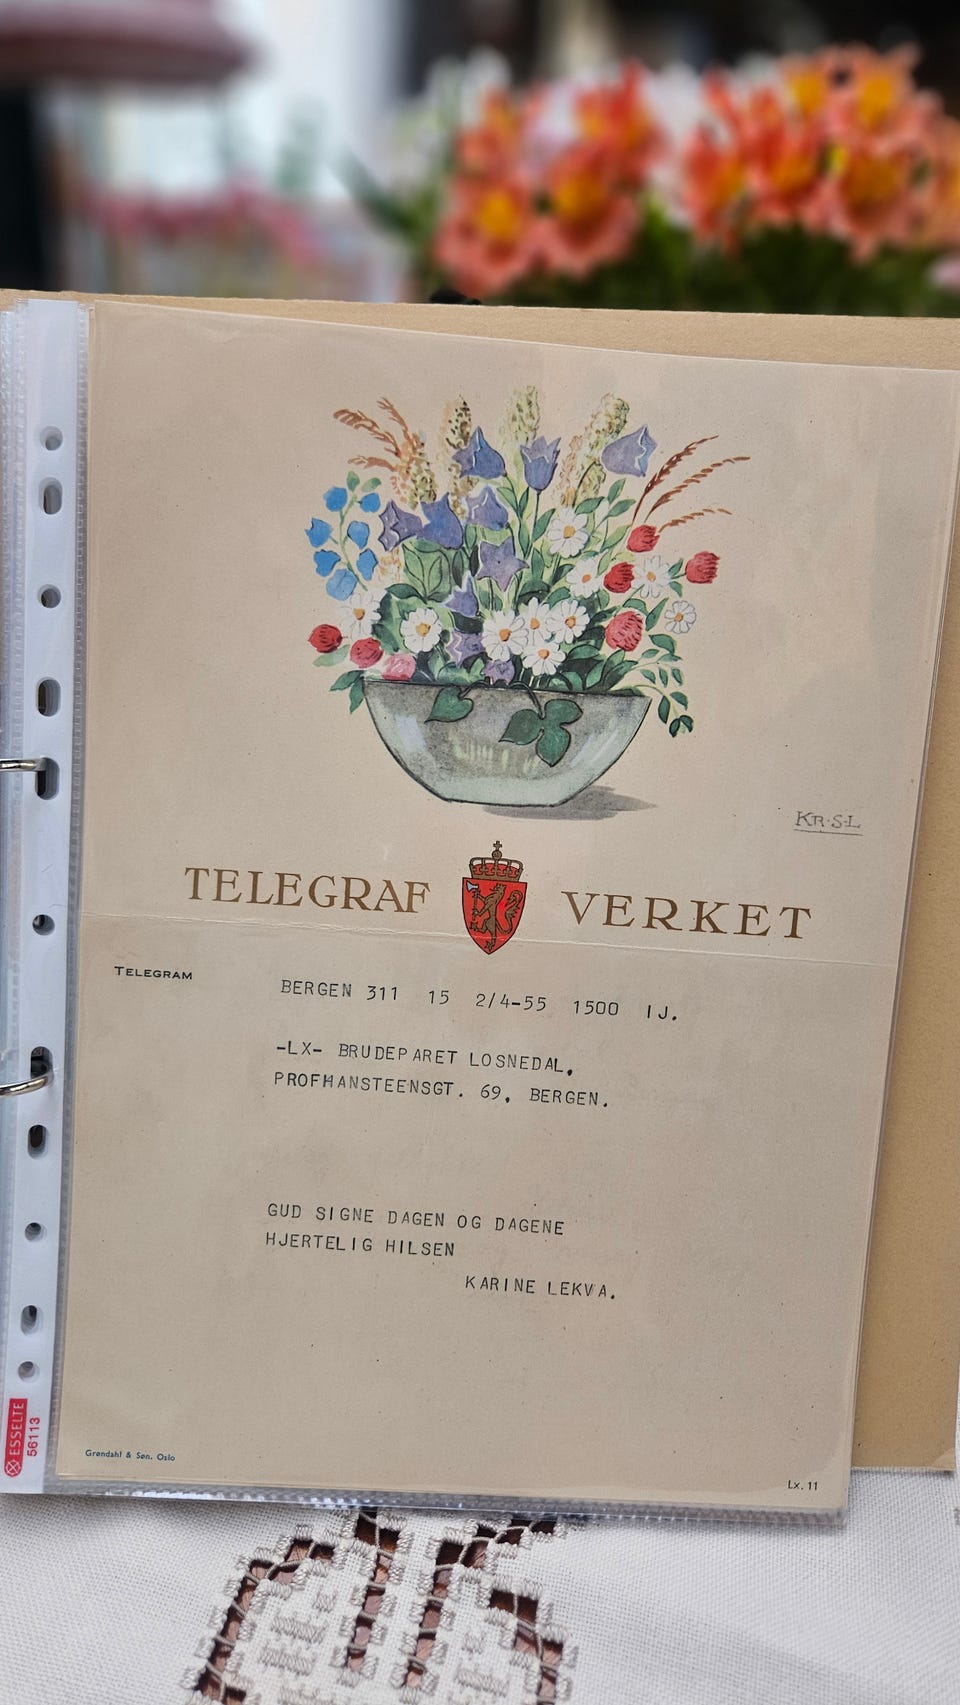 KR.S.L
TELEGRAF VERKET
TELEGRAM
BERGEN 311 15 2/4-55 1500 IJ.
-LX- BRUDEPARET LOSNEDAL.
PROFHANSTEENSGT. 69. BERGEN.
GUD SIGNE DAGEN OG DAGENE
HJERTELIG HILSEN
KARINE LEKVA.
ESSELTE
56113
Grøndahl & Søn. Oslo
Lx. 11